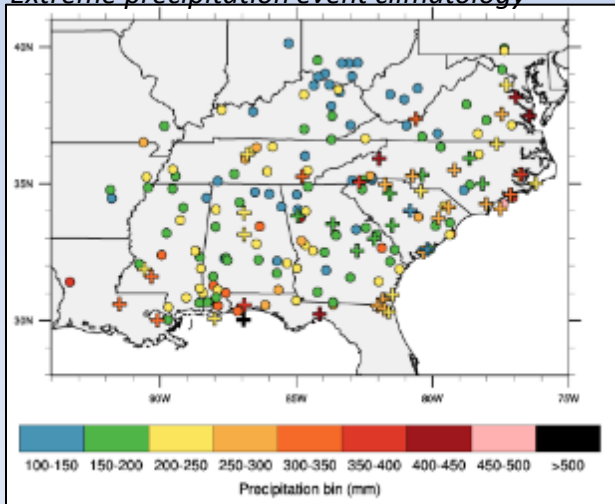 Extreme precipitation event climatology
40N
35N
30N
90W
85W
80W
75W
100-150 150-200 200-250 250-300 300-350 350-400 400-450 450-500 >500
Precipitation bin (mm)